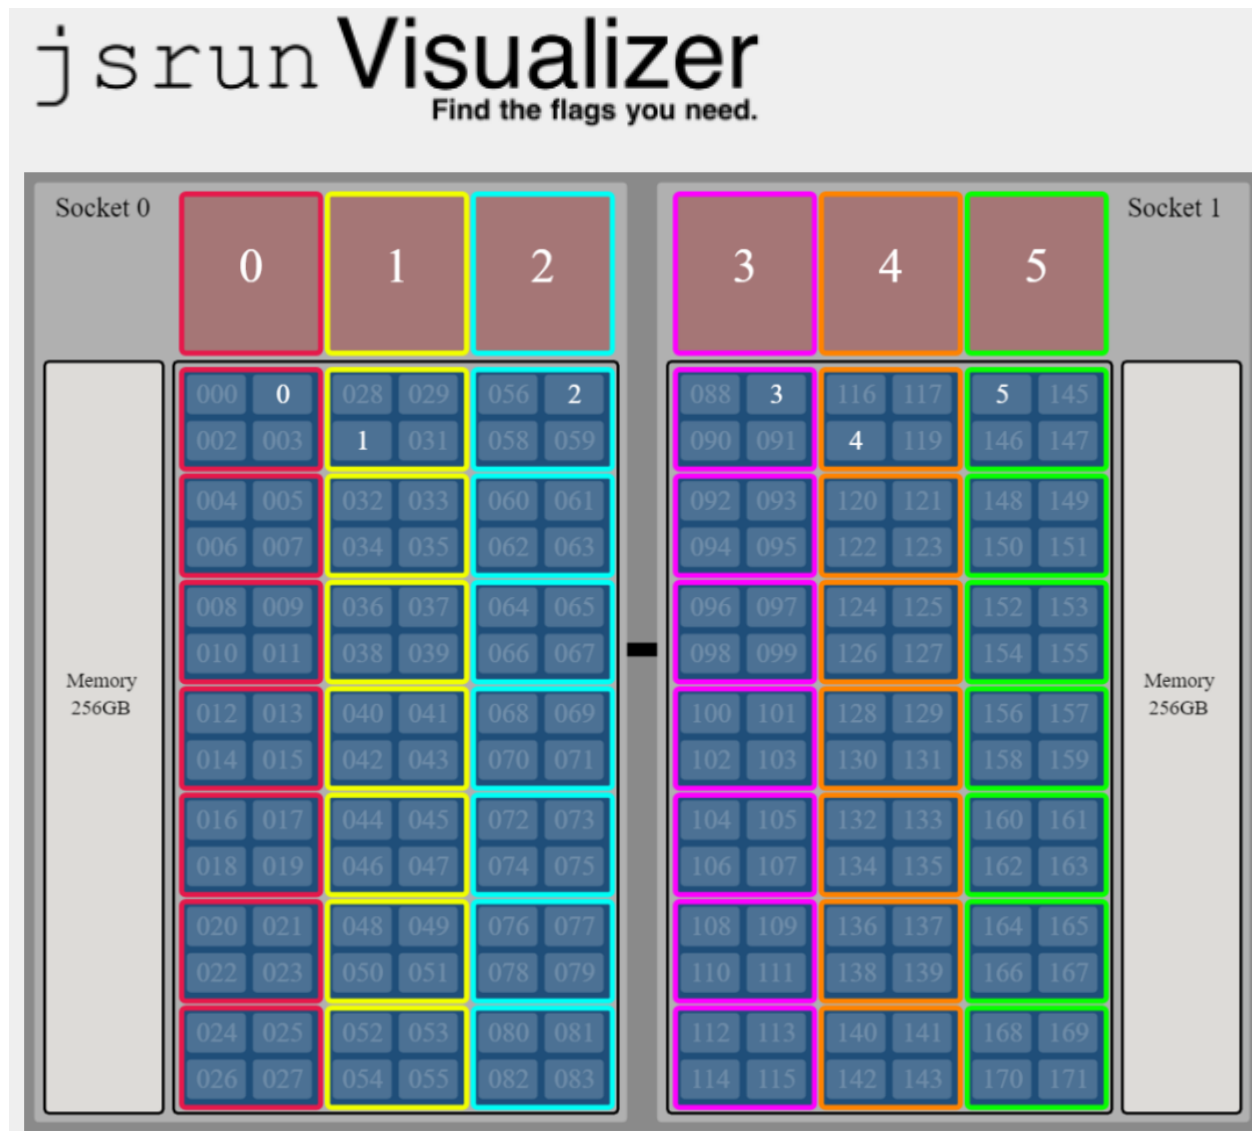 jsrun Visualizer
Find the flags you need.
Socket 0 0 1 2 3 4 5 Socket 1
000 0 028 029 056 2 088 3 116 117 5 145
002 003 1 031 058 059 090 091 4 119 146 147
004 005 032 033 060 061 092 093 120 121 148 149
006 007 034 035 062 063 094 095 122 123 150 151
008 009 036 037 064 065 096 097 124 125 152 153
010 011 038 039 066 067 098 099 126 127 154 155
Memory
256GB
012 013 040 041 068 069 100 101 128 129 156 157
014 015 042 043 070 071 102 103 130 131 158 159
016 017 044 045 072 073 104 105 132 133 160 161
018 019 046 047 074 075 106 107 134 135 162 163
020 021 048 049 076 077 108 109 136 137 164 165
022 023 050 051 078 079 110 111 138 139 166 167
024 025 052 053 080 081 112 113 140 141 168 169
026 027 054 055 082 083 114 115 142 143 170 171
Memory
256GB